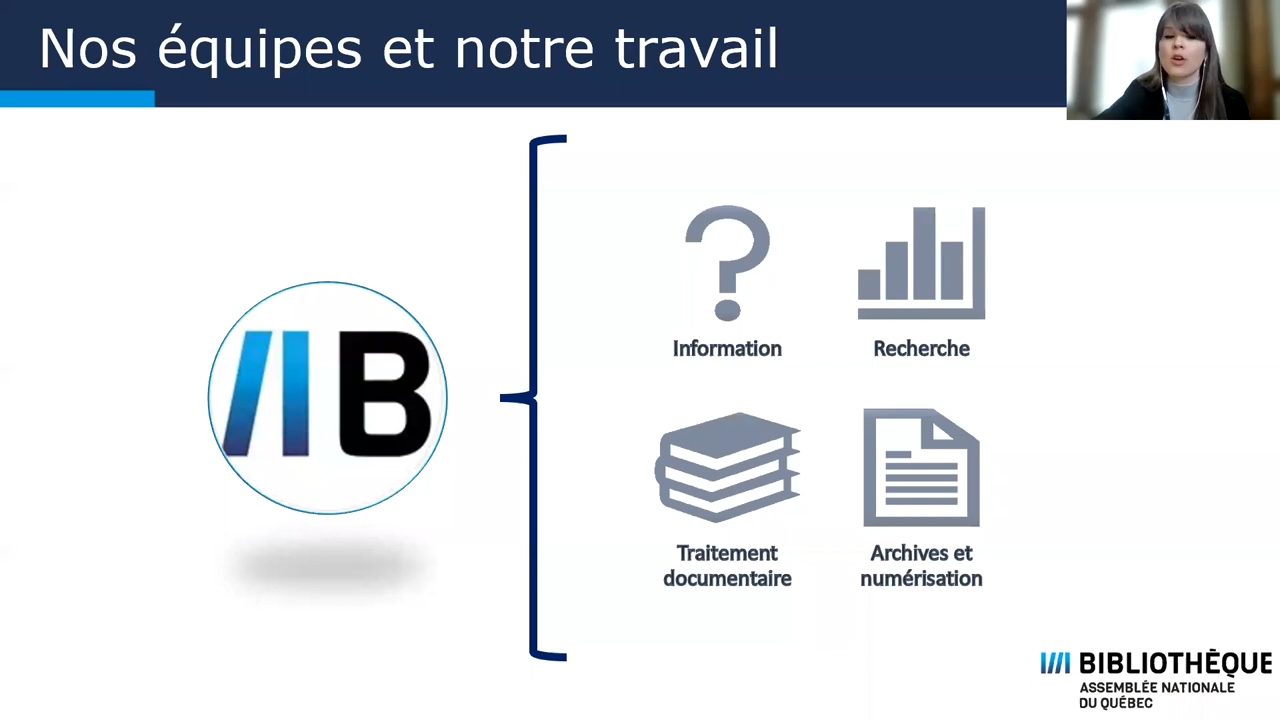 Nos équipes et notre travail
B
Information
Recherche
Traitement
documentaire
Archives et
numérisation
BIBLIOTHÈQUE
ASSEMBLÉE NATIONALE
DU QUÉBEC